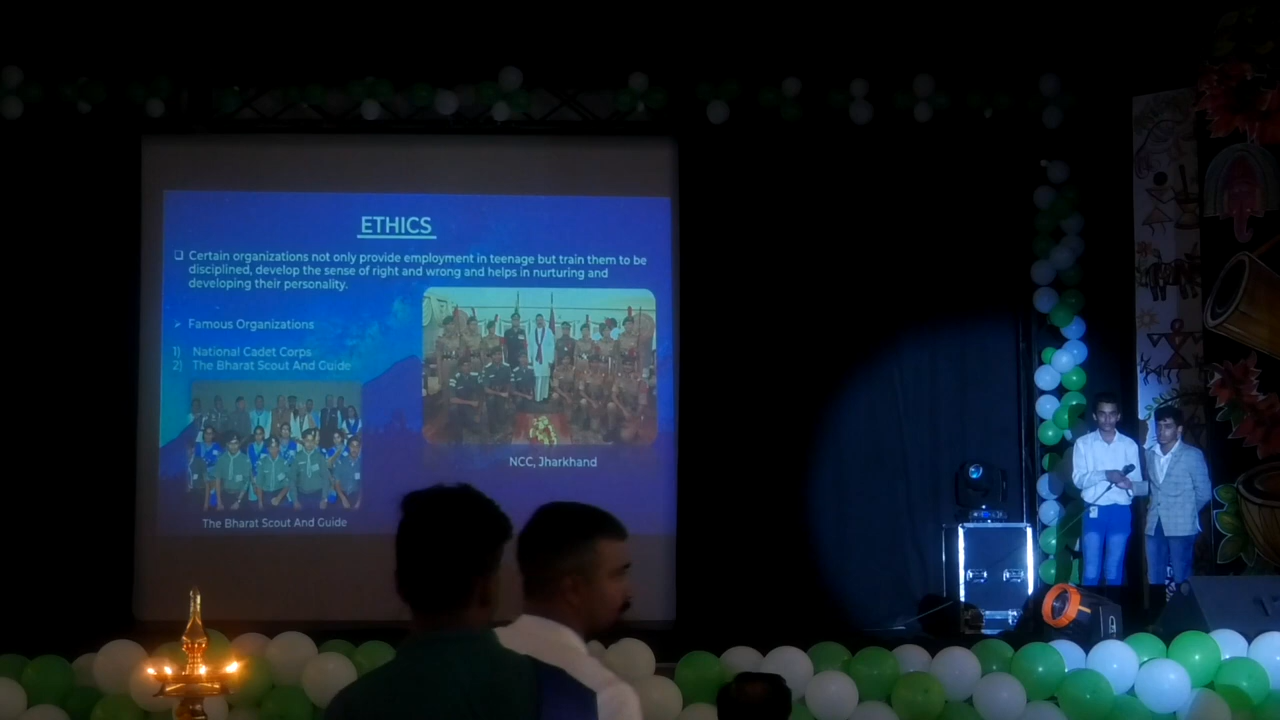 ETHICS
❑ Certain organizations not only provide employment in teenage but train them to be
disciplined, develop the sense of right and wrong and helps in nurturing and
developing their personality.
➢ Famous Organizations
1) National Cadet Corps
2) The Bharat Scout And Guide
NCC, Jharkhand
The Bharat Scout And Guide